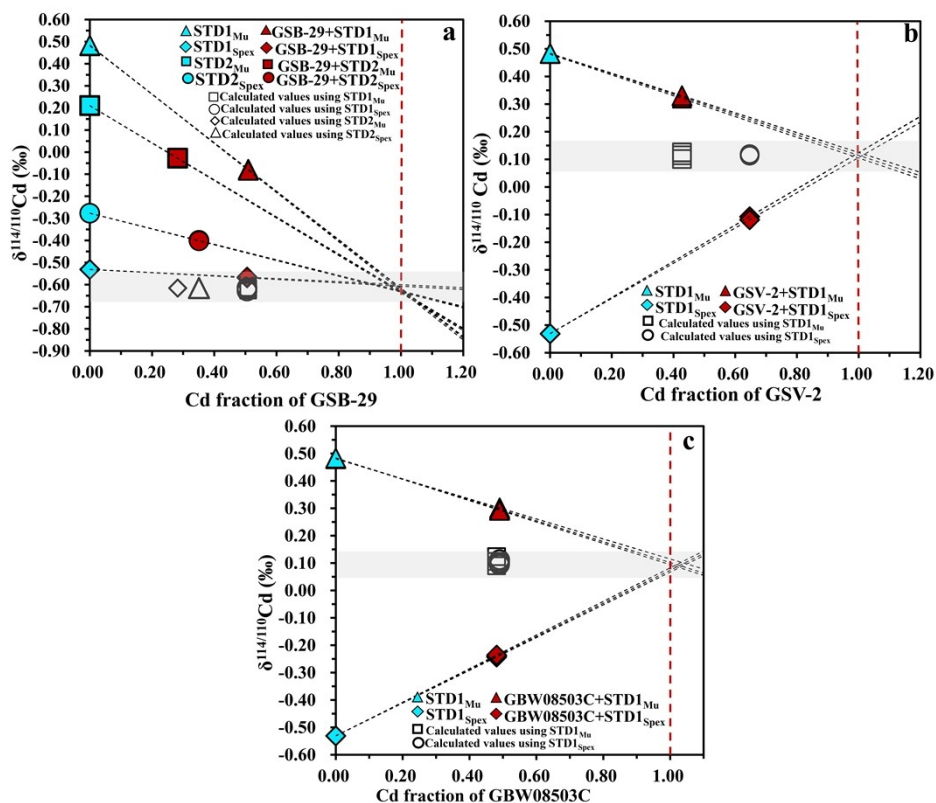 a
0.60
0.50
0.40
0.30
0.20
0.10
0.00
-0.10
-0.20
-0.30
-0.40
-0.50
-0.60
-0.70
-0.80
-0.90
δ114/110Cd (‰)
STD1Mu GSB-29+STD1Mu
STD1Spex GSB-29+STD1Spex
STD2Mu GSB-29+STD2Mu
STD2Spex GSB-29+STD2Spex
Calculated values using STD1Mu
Calculated values using STD1Spex
Calculated values using STD2Mu
Calculated values using STD2Spex
0.00 0.20 0.40 0.60 0.80 1.00 1.20
Cd fraction of GSB-29
b
0.60
0.50
0.40
0.30
0.20
0.10
0.00
-0.10
-0.20
-0.30
-0.40
-0.50
-0.60
δ114/110 Cd (‰)
STD1Mu GSV-2+STD1Mu
STD1Spex GSV-2+STD1Spex
Calculated values using STD1Mu
Calculated values using STD1Spex
0.00 0.20 0.40 0.60 0.80 1.00 1.20
Cd fraction of GSV-2
c
0.60
0.50
0.40
0.30
0.20
0.10
0.00
-0.10
-0.20
-0.30
-0.40
-0.50
-0.60
δ114/110Cd (‰)
STD1Mu GBW08503C+STD1Mu
STD1Spex GBW08503C+STD1Spex
Calculated values using STD1Mu
Calculated values using STD1Spex
0.00 0.20 0.40 0.60 0.80 1.00
Cd fraction of GBW08503C